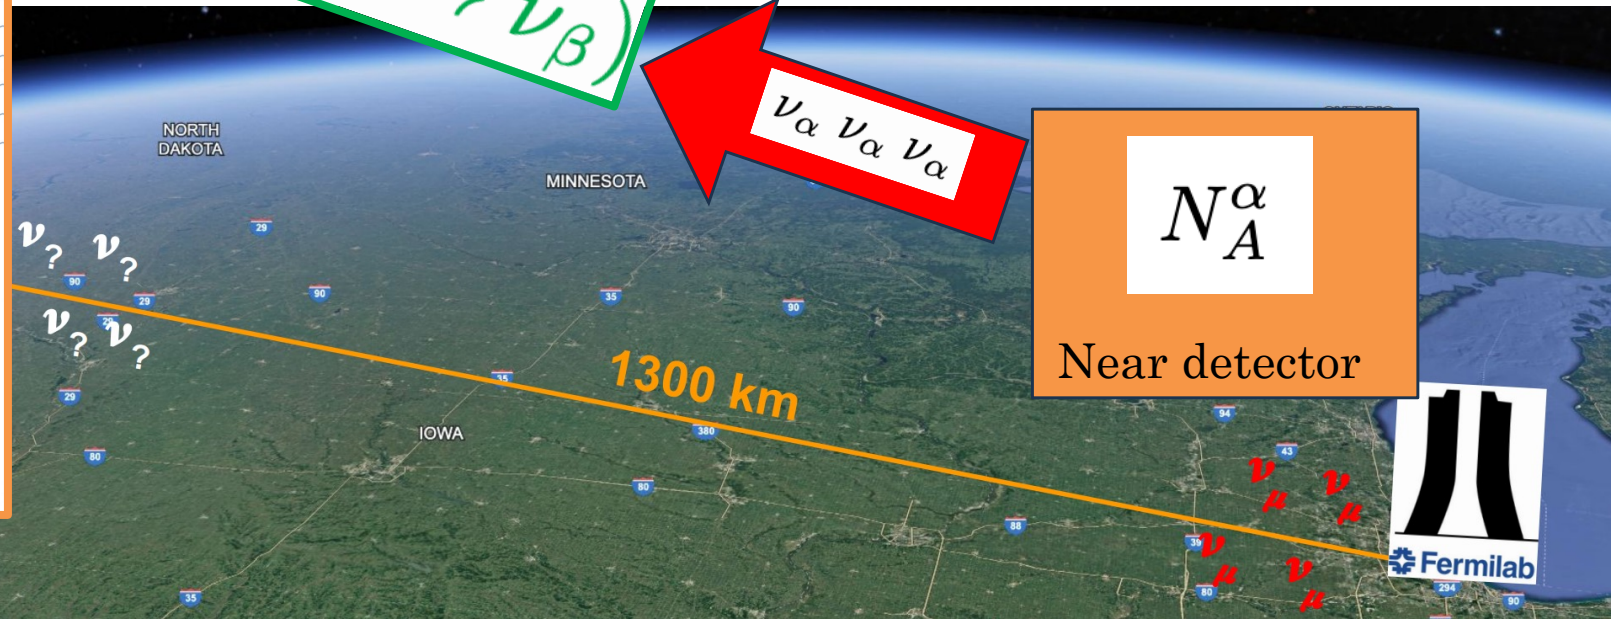 ν_β)
ν_α ν_α ν_α
NORTH
DAKOTA
MINNESOTA
N_A^α
Near detector
ν_? ν_?
ν_? ν_?
29
90
29
90
35
90
29
35
29
1300 km
94
IOWA
380
43
80
80
ν_μ ν_μ
88
39
ν_μ ν_μ
Fermilab
80
294
90
35